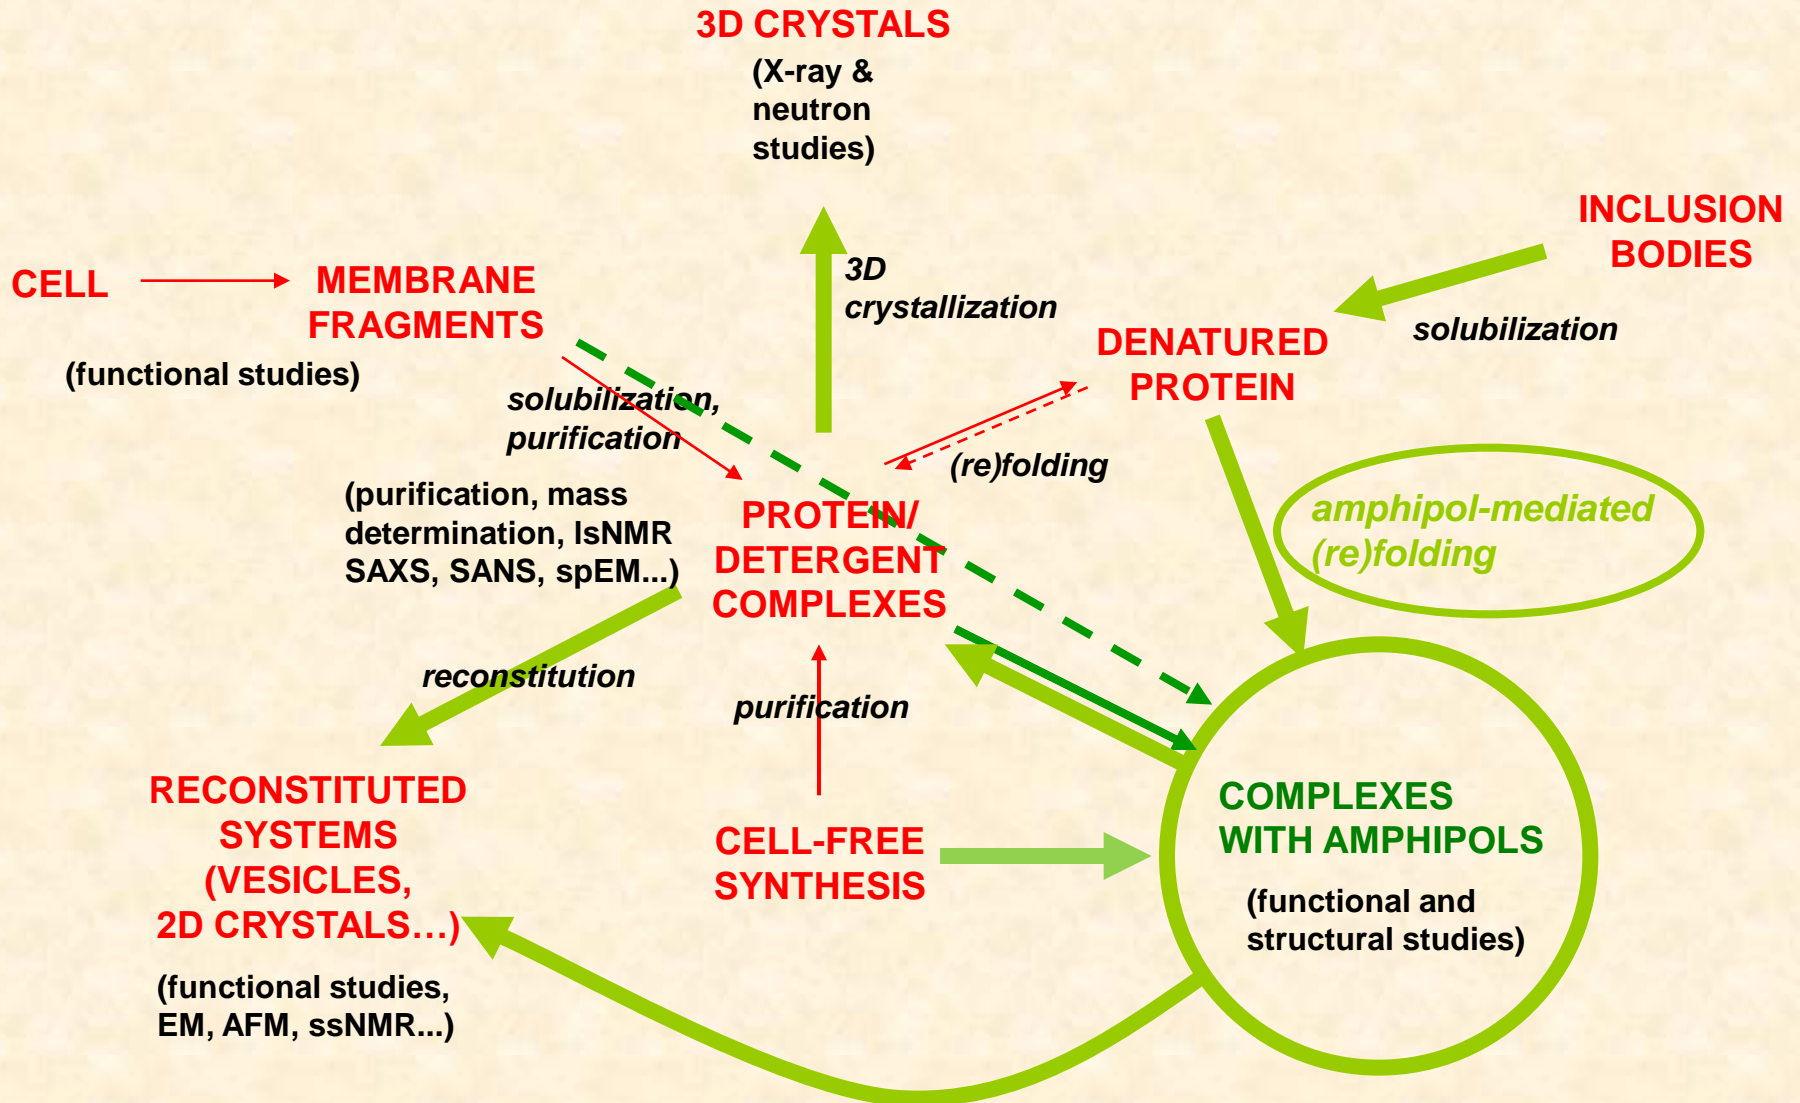 3D CRYSTALS
(X-ray &
neutron
studies)
INCLUSION
BODIES
CELL
MEMBRANE
FRAGMENTS
(functional studies)
3D
crystallization
DENATURED
PROTEIN
solubilization
solubilization,
purification
(re)folding
(purification, mass
determination, lsNMR
SAXS, SANS, spEM...)
PROTEIN/
DETERGENT
COMPLEXES
amphipol-mediated
(re)folding
reconstitution
purification
RECONSTITUTED
SYSTEMS
(VESICLES,
2D CRYSTALS…)
(functional studies,
EM, AFM, ssNMR...)
CELL-FREE
SYNTHESIS
COMPLEXES
WITH AMPHIPOLS
(functional and
structural studies)